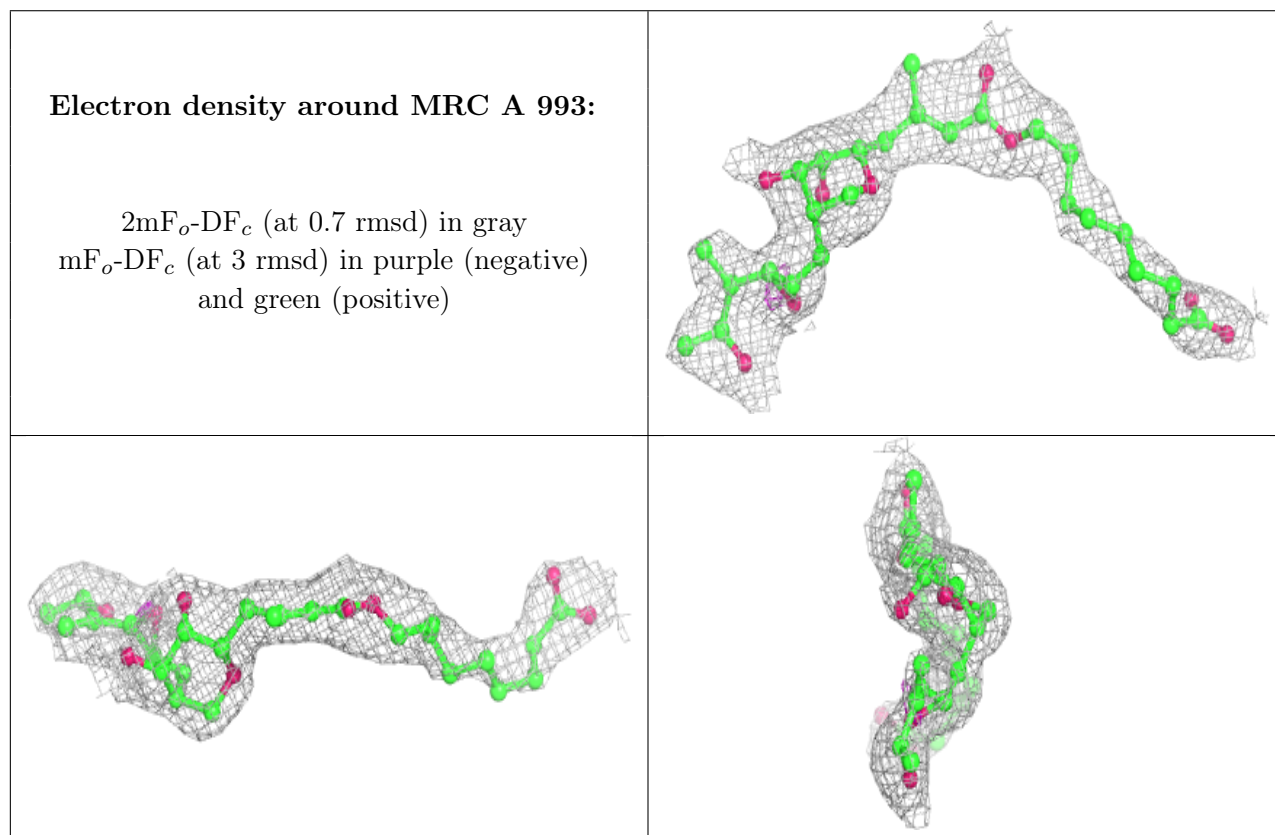 Electron density around MRC A 993:
2mFo-DFc (at 0.7 rmsd) in gray
mFo-DFc (at 3 rmsd) in purple (negative)
and green (positive)